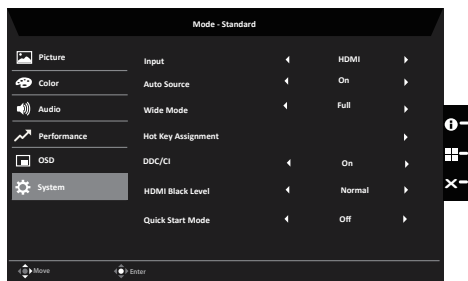 Mode - Standard
Picture
Color
Audio
Performance
OSD
System
Input HDMI
Auto Source On
Wide Mode Full
Hot Key Assignment
DDC/CI On
HDMI Black Level Normal
Quick Start Mode Off
Move Enter